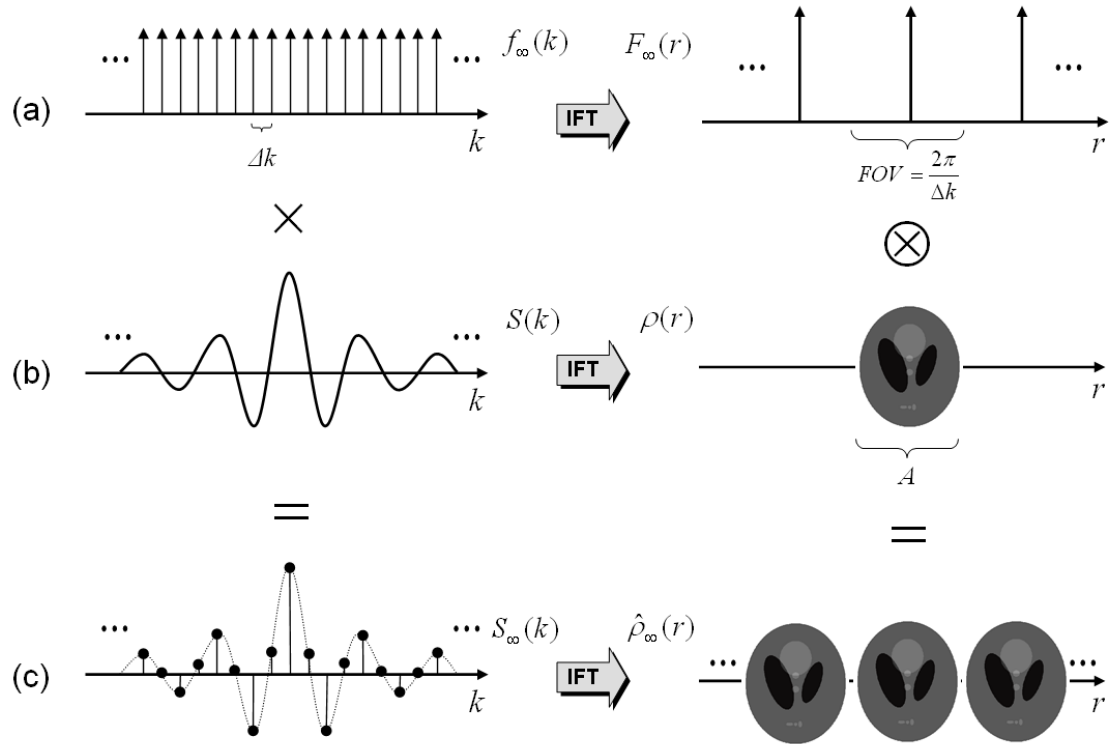 (a)
... ...
f∞(k)
F∞(r)
... ...
IFT
k
r
Δk
FOV = 2π/Δk
×
⊗
(b)
... ...
S(k)
ρ(r)
IFT
k
r
A
=
=
(c)
... ...
S∞(k)
ρ̂∞(r)
... ...
IFT
k
r